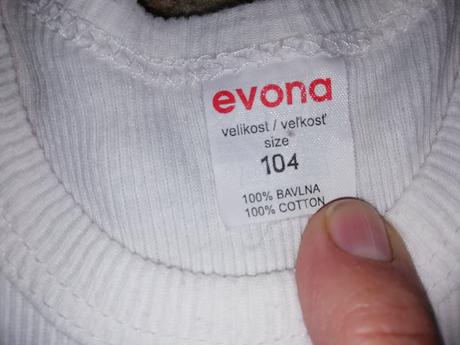 evona
velikost / veľkosť
size
104
100% BAVLNA
100% COTTON